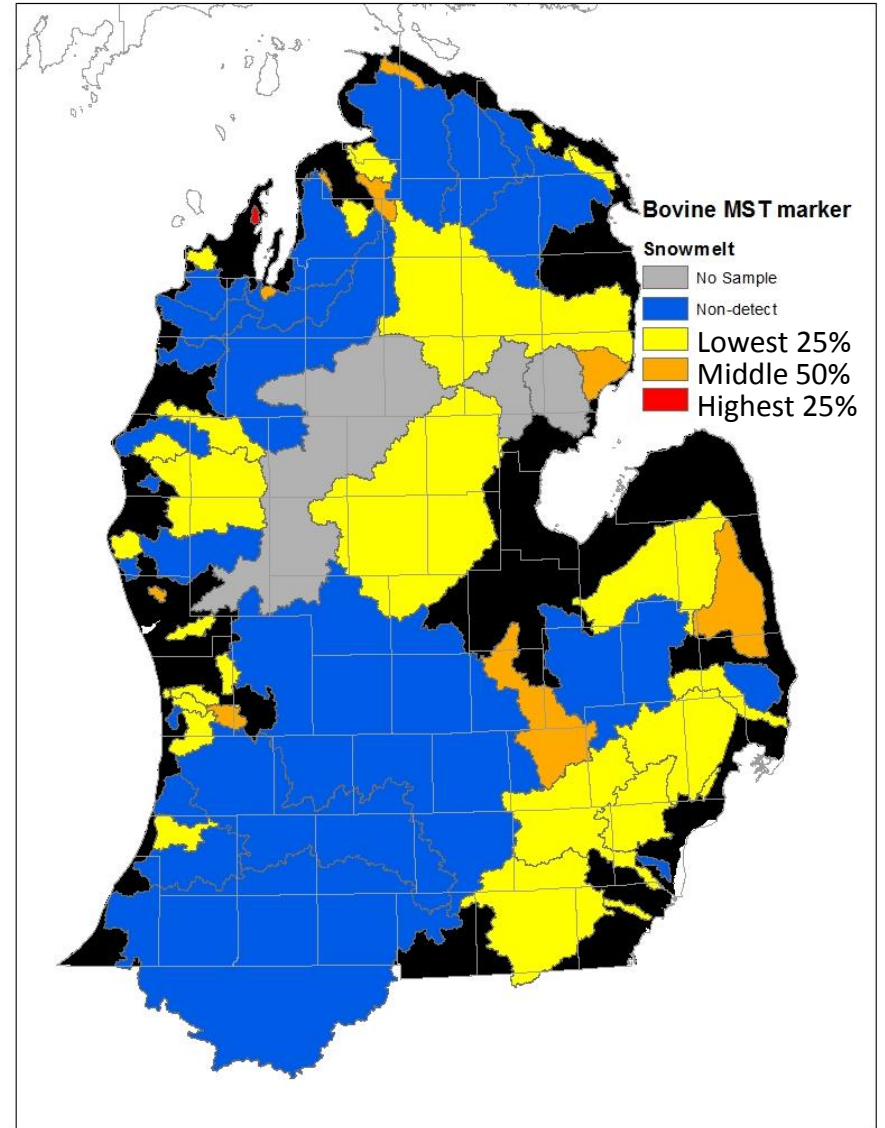 Bovine MST marker
Snowmelt
No Sample
Non-detect
Lowest 25%
Middle 50%
Highest 25%